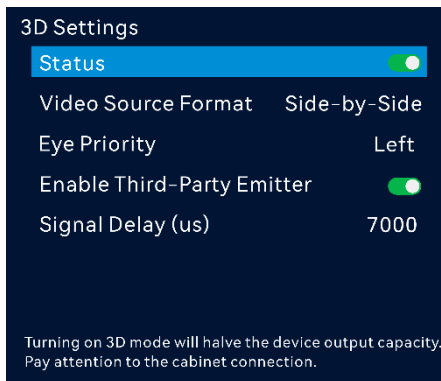 3D Settings
Status
Video Source Format Side-by-Side
Eye Priority Left
Enable Third-Party Emitter
Signal Delay (us) 7000
Turning on 3D mode will halve the device output capacity.
Pay attention to the cabinet connection.